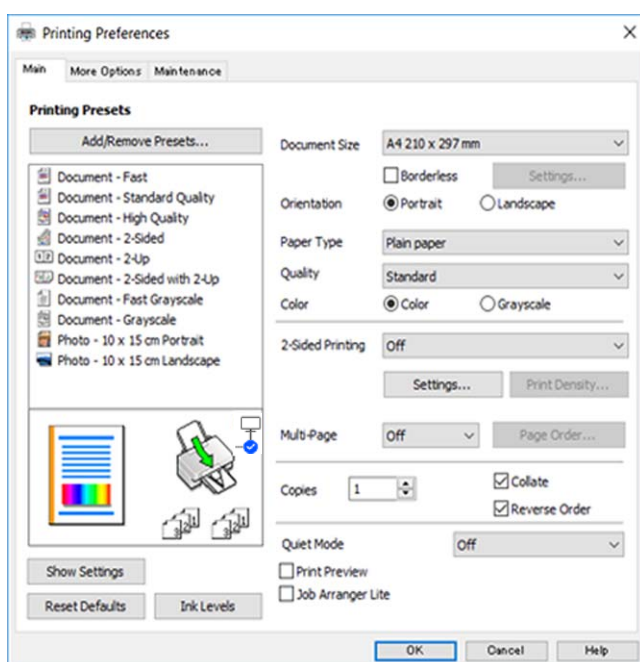 Printing Preferences
Main More Options Maintenance
Printing Presets
Add/Remove Presets...
Document - Fast
Document - Standard Quality
Document - High Quality
Document - 2-Sided
Document - 2-Up
Document - 2-Sided with 2-Up
Document - Fast Grayscale
Document - Grayscale
Photo - 10 x 15 cm Portrait
Photo - 10 x 15 cm Landscape
Show Settings
Reset Defaults Ink Levels
Document Size A4 210 x 297 mm
Borderless Settings...
Orientation Portrait Landscape
Paper Type Plain paper
Quality Standard
Color Color Grayscale
2-Sided Printing Off
Settings... Print Density...
Multi-Page Off Page Order...
Copies 1 Collate
Reverse Order
Quiet Mode Off
Print Preview
Job Arranger Lite
OK Cancel Help